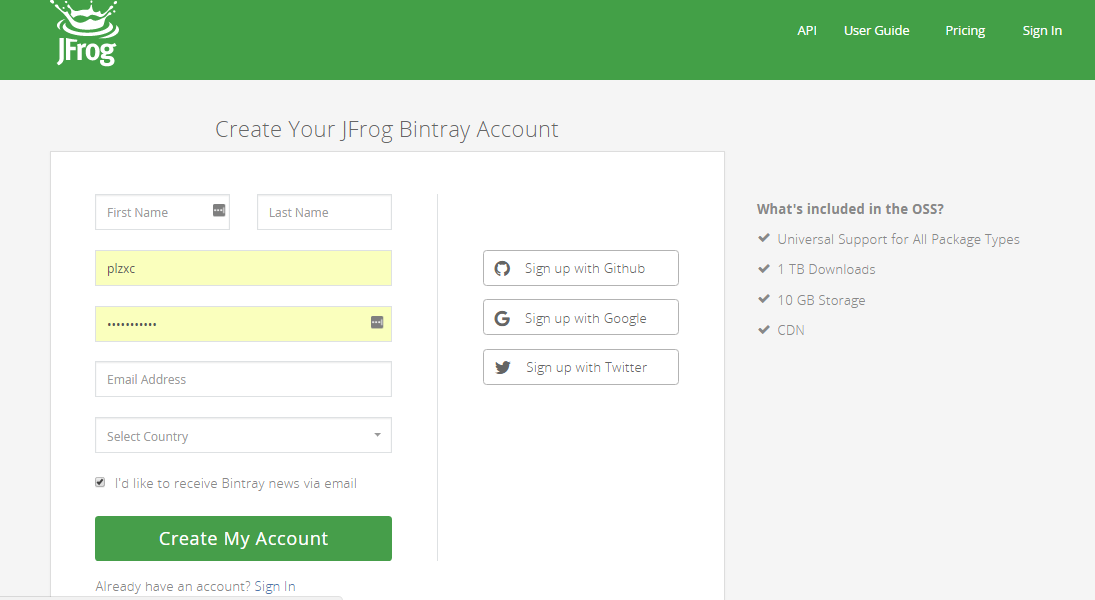 JFrog
API User Guide Pricing Sign In
Create Your JFrog Bintray Account
First Name Last Name
plzxc
•••••••••••
Email Address
Select Country
I'd like to receive Bintray news via email
Create My Account
Already have an account? Sign In
Sign up with Github
Sign up with Google
Sign up with Twitter
What's included in the OSS?
Universal Support for All Package Types
1 TB Downloads
10 GB Storage
CDN